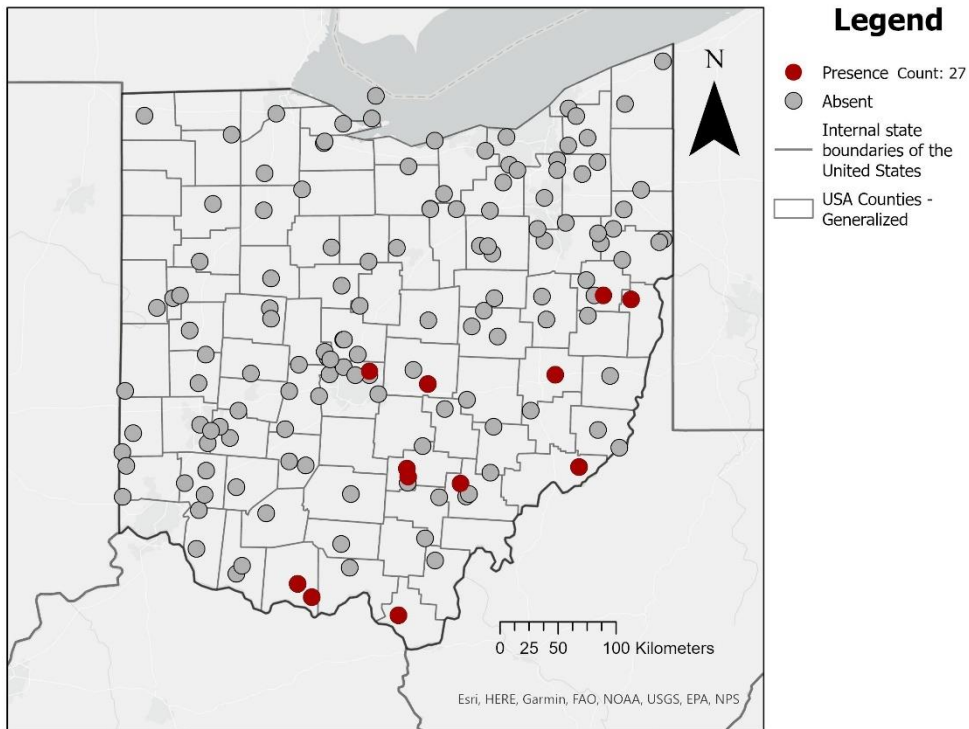 Legend
N
Presence Count: 27
Absent
Internal state
boundaries of the
United States
USA Counties -
Generalized
0 25 50 100 Kilometers
Esri, HERE, Garmin, FAO, NOAA, USGS, EPA, NPS